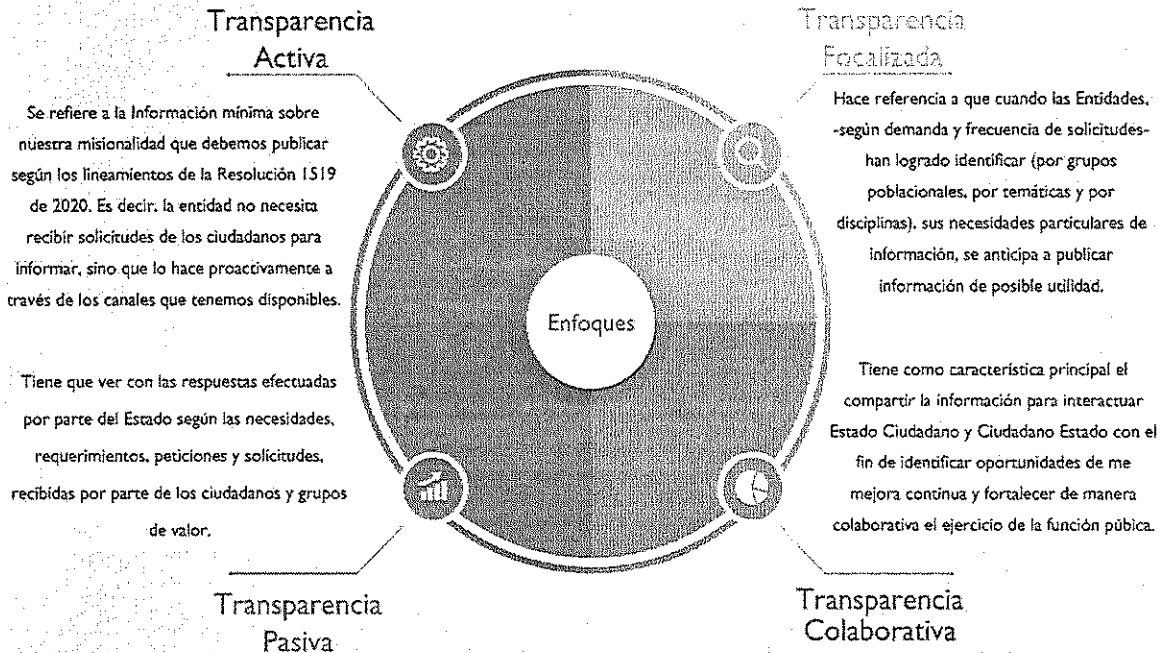 Transparencia
Activa
Se refiere a la Información mínima sobre
nuestra misionalidad que debemos publicar
según los lineamientos de la Resolución 1519
de 2020. Es decir, la entidad no necesita
recibir solicitudes de los ciudadanos para
informar, sino que lo hace proactivamente a
través de los canales que tenemos disponibles.
Transparencia
Focalizada
Hace referencia a que cuando las Entidades,
-según demanda y frecuencia de solicitudes-
han logrado identificar (por grupos
poblacionales, por temáticas y por
disciplinas), sus necesidades particulares de
información, se anticipa a publicar
información de posible utilidad.
Enfoques
Tiene que ver con las respuestas efectuadas
por parte del Estado según las necesidades,
requerimientos, peticiones y solicitudes,
recibidas por parte de los ciudadanos y grupos
de valor.
Transparencia
Pasiva
Tiene como característica principal el
compartir la información para interactuar
Estado Ciudadano y Ciudadano Estado con el
fin de identificar oportunidades de me
mejora continua y fortalecer de manera
colaborativa el ejercicio de la función púbica.
Transparencia
Colaborativa